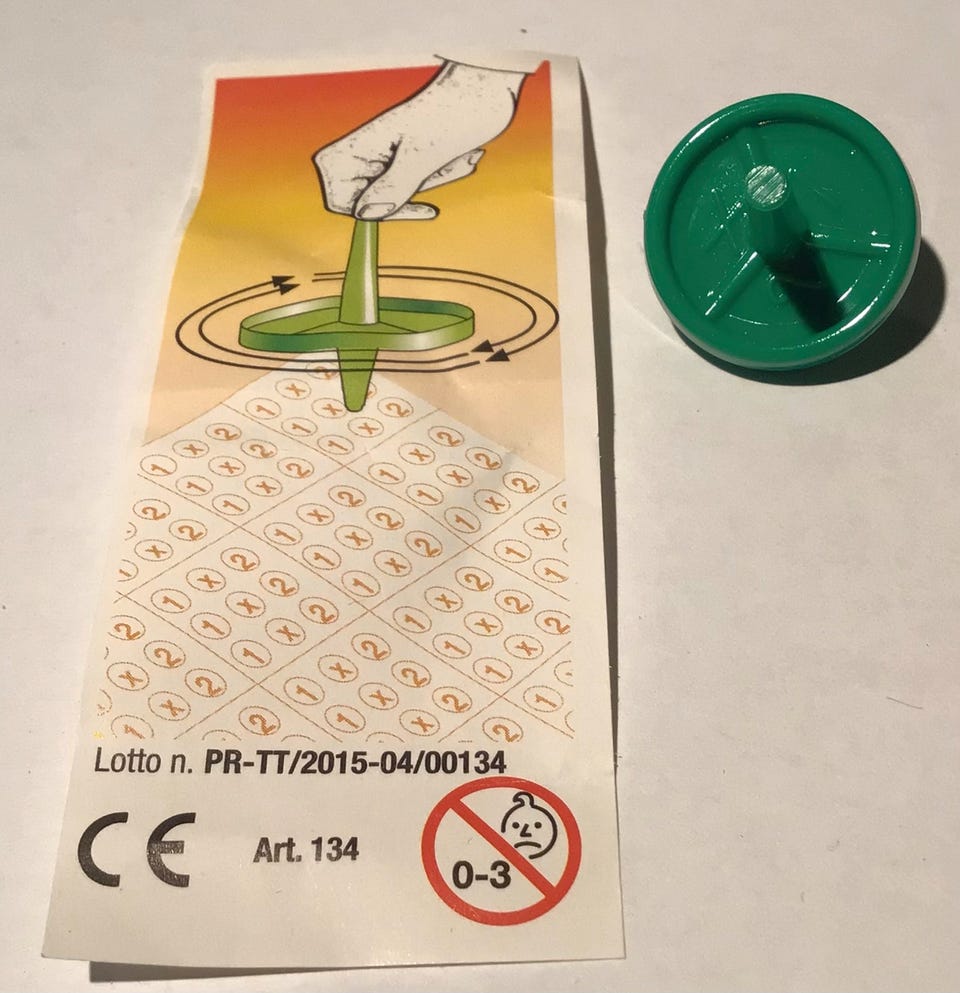 Lotto n. PR-TT/2015-04/00134
CE
Art. 134
0-3